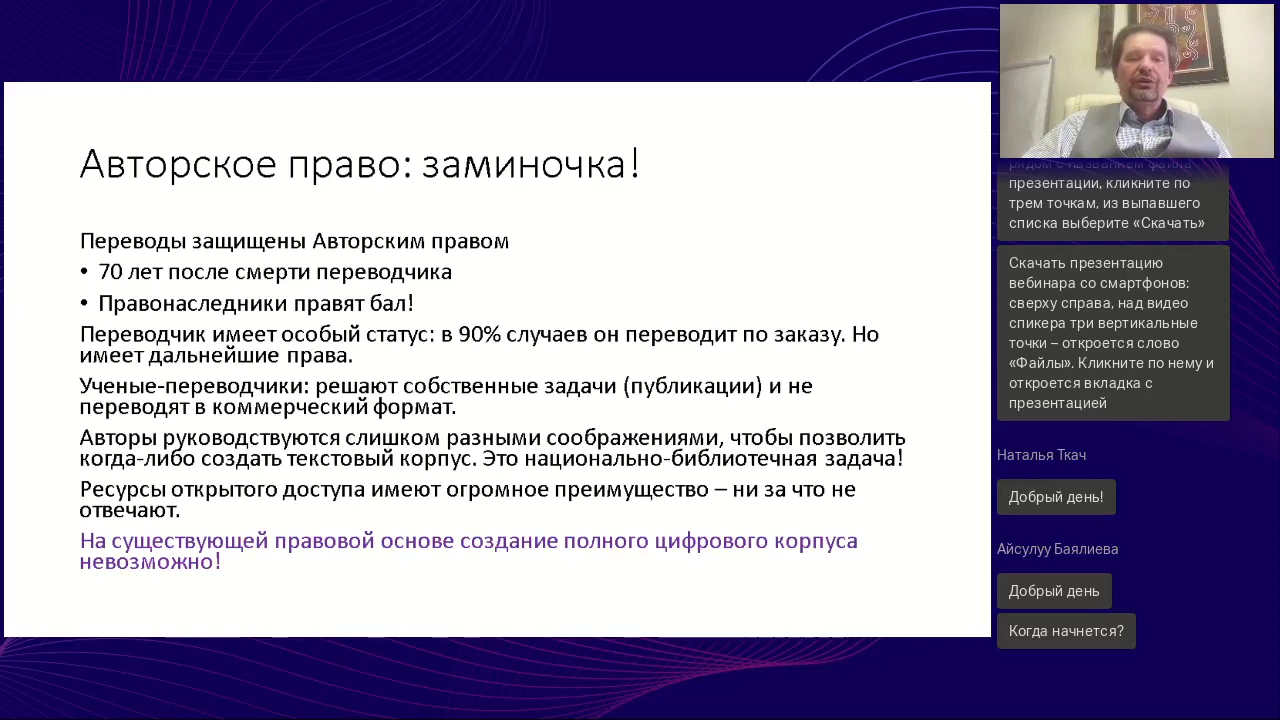 Авторское право: заминочка!
Переводы защищены Авторским правом
• 70 лет после смерти переводчика
• Правонаследники правят бал!
Переводчик имеет особый статус: в 90% случаев он переводит по заказу. Но
имеет дальнейшие права.
Ученые-переводчики: решают собственные задачи (публикации) и не
переводят в коммерческий формат.
Авторы руководствуются слишком разными соображениями, чтобы позволить
когда-либо создать текстовый корпус. Это национально-библиотечная задача!
Ресурсы открытого доступа имеют огромное преимущество – ни за что не
отвечают.
На существующей правовой основе создание полного цифрового корпуса
невозможно!
рядом с названием файла
презентации, кликните по
трем точкам, из выпавшего
списка выберите «Скачать»
Скачать презентацию
вебинара со смартфонов:
сверху справа, над видео
спикера три вертикальные
точки – откроется слово
«Файлы». Кликните по нему и
откроется вкладка с
презентацией
Наталья Ткач
Добрый день!
Айсулуу Баялиева
Добрый день
Когда начнется?